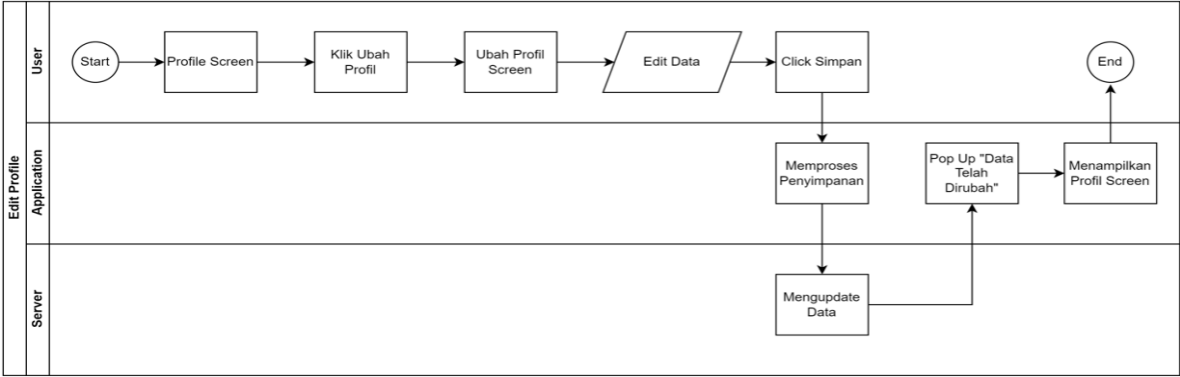 Edit Profile
User
Start
Profile Screen
Klik Ubah
Profil
Ubah Profil
Screen
Edit Data
Click Simpan
End
Application
Memproses
Penyimpanan
Pop Up "Data
Telah
Dirubah"
Menampilkan
Profil Screen
Server
Mengupdate
Data